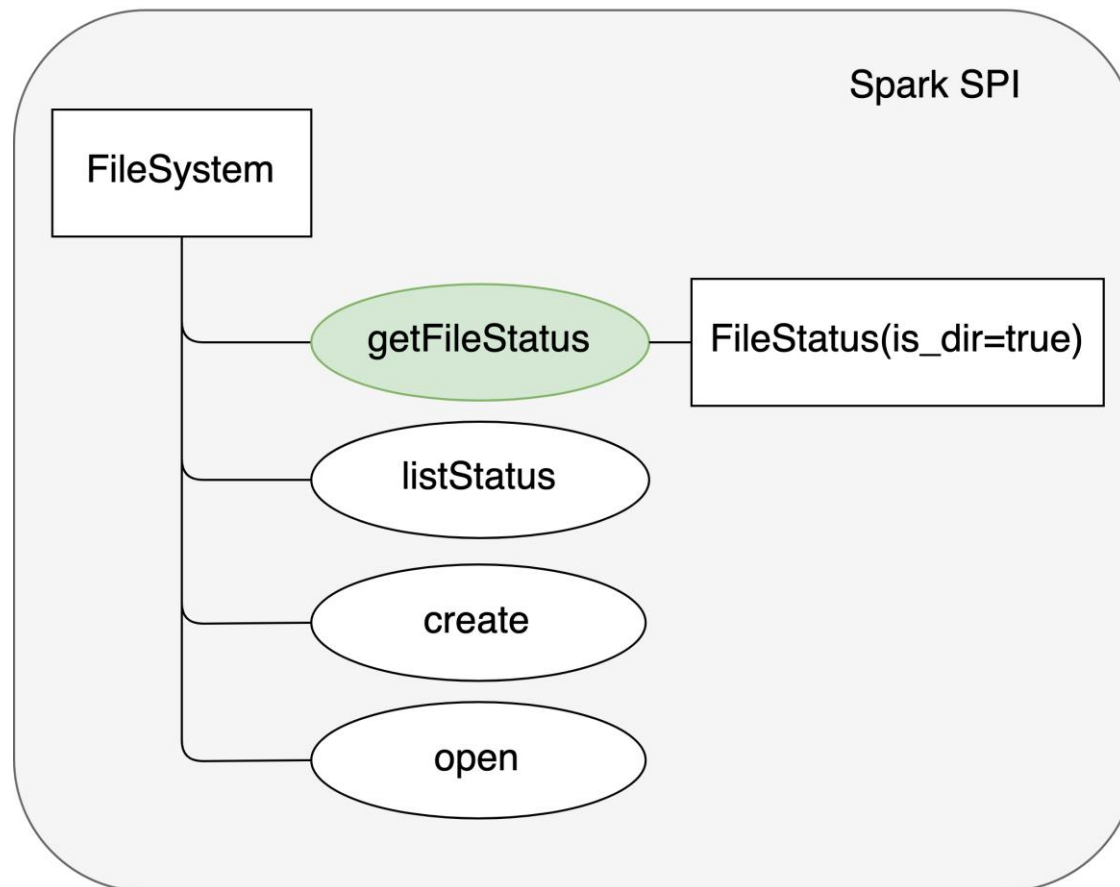 Spark SPI
FileSystem
getFileStatus
FileStatus(is_dir=true)
listStatus
create
open